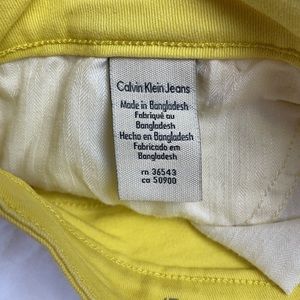 Calvin Klein Jeans
Made in Bangladesh
Fabriqué au
Bangladesh
Hecho en Bangladesh
Fabricado em
Bangladesh
rn 36543
ca 50900